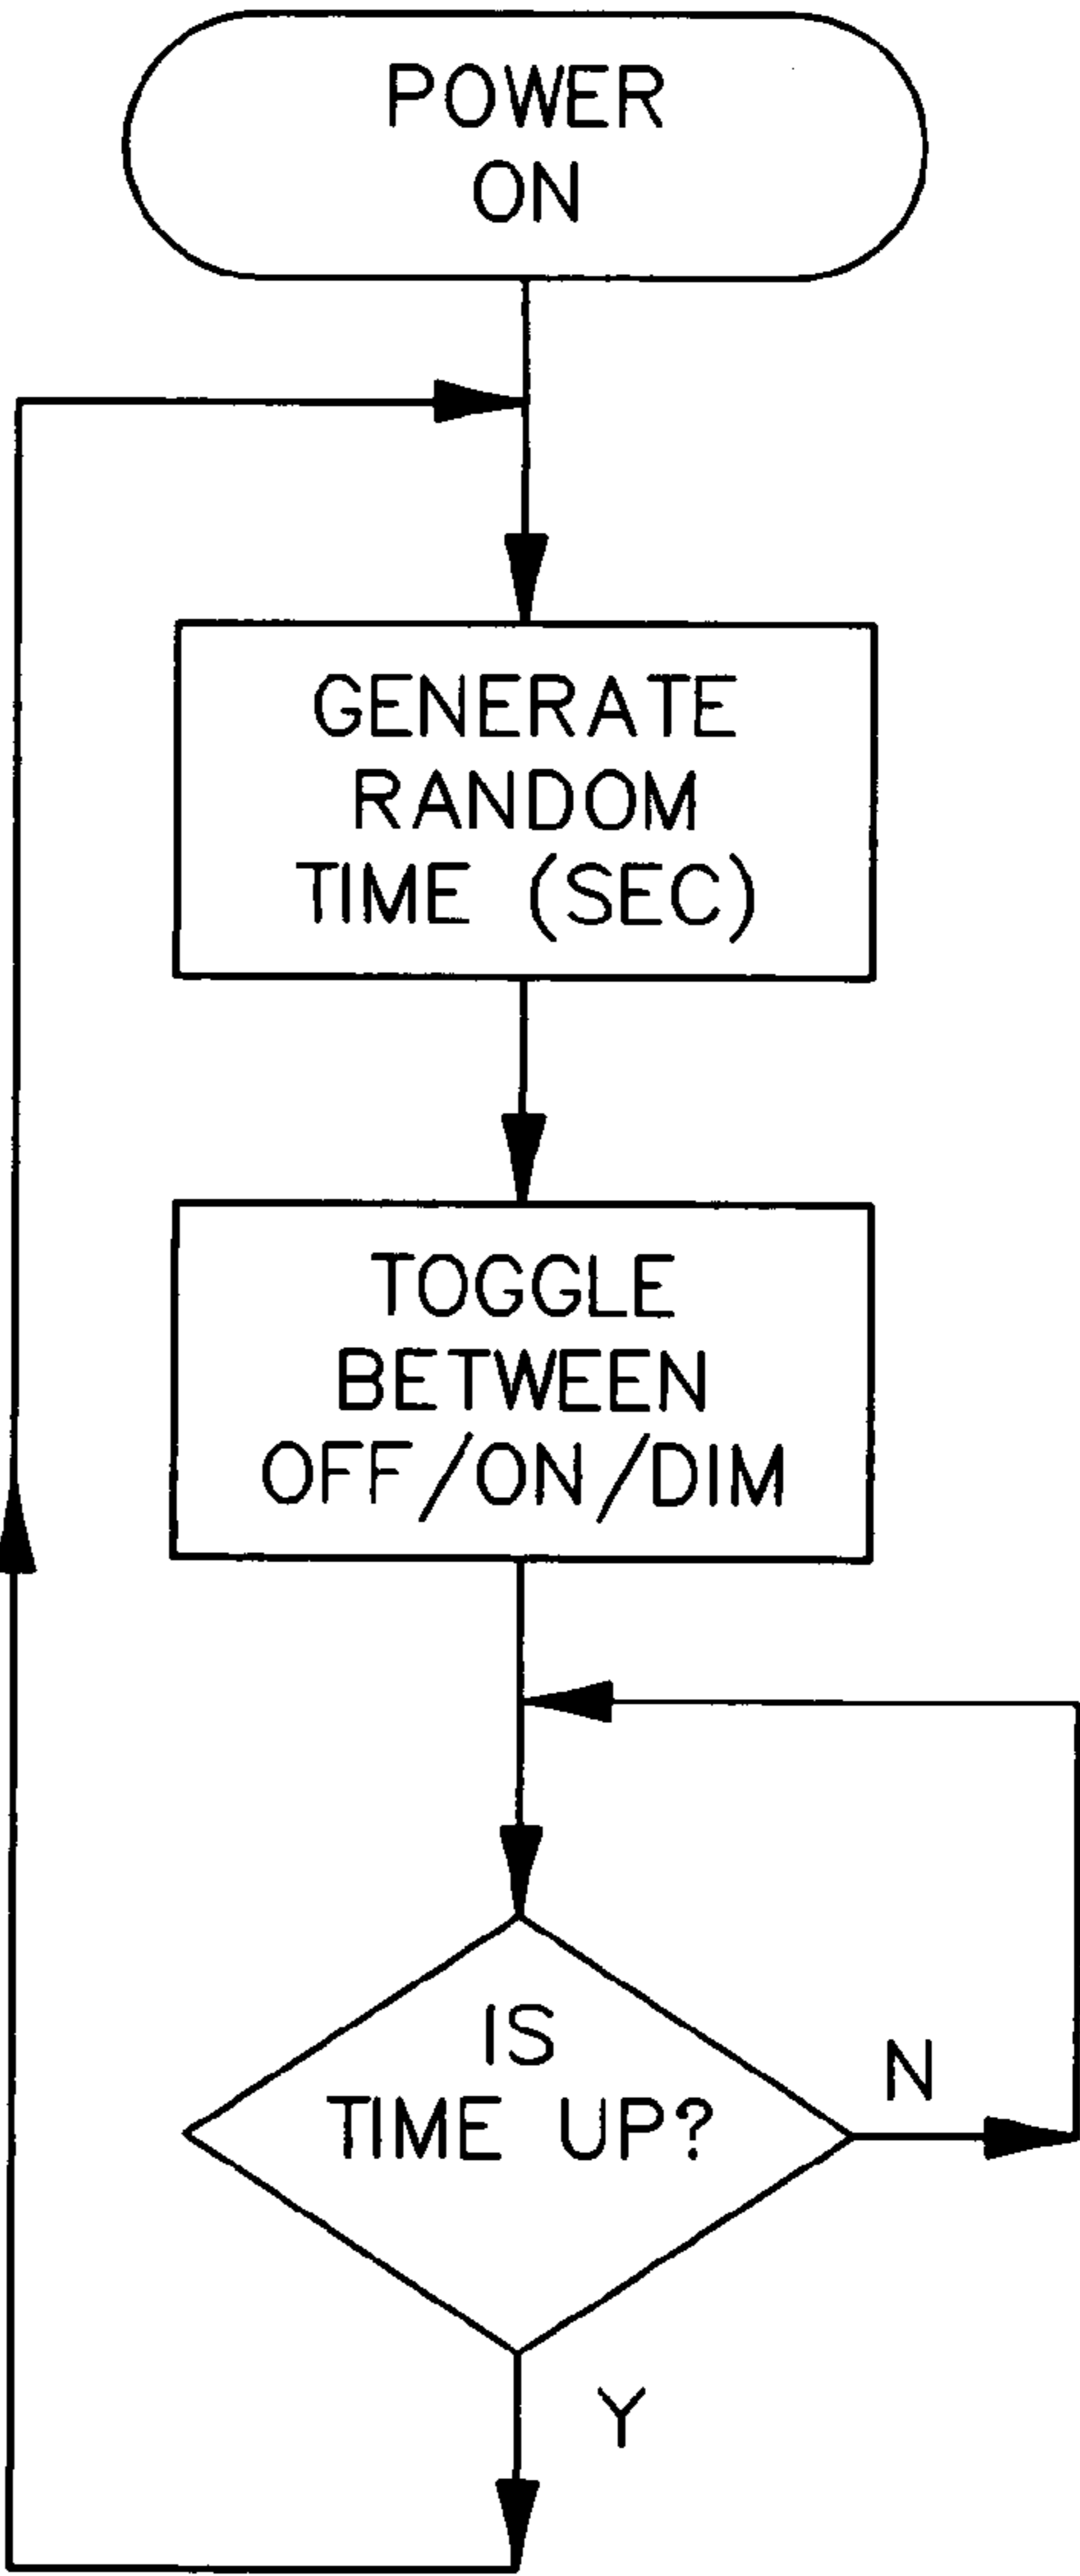 POWER
ON
GENERATE
RANDOM
TIME (SEC)
TOGGLE
BETWEEN
OFF/ON/DIM
IS
TIME UP?
N
Y